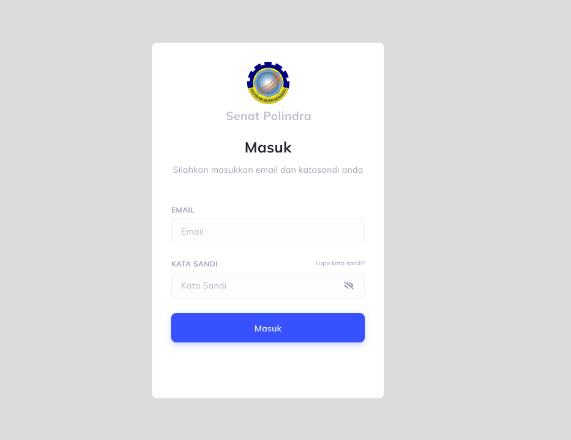 Senat Polindra
Masuk
Silahkan masukkan email dan katasandi anda
EMAIL
Email
KATA SANDI
Lupa kata sandi?
Kata Sandi
Masuk